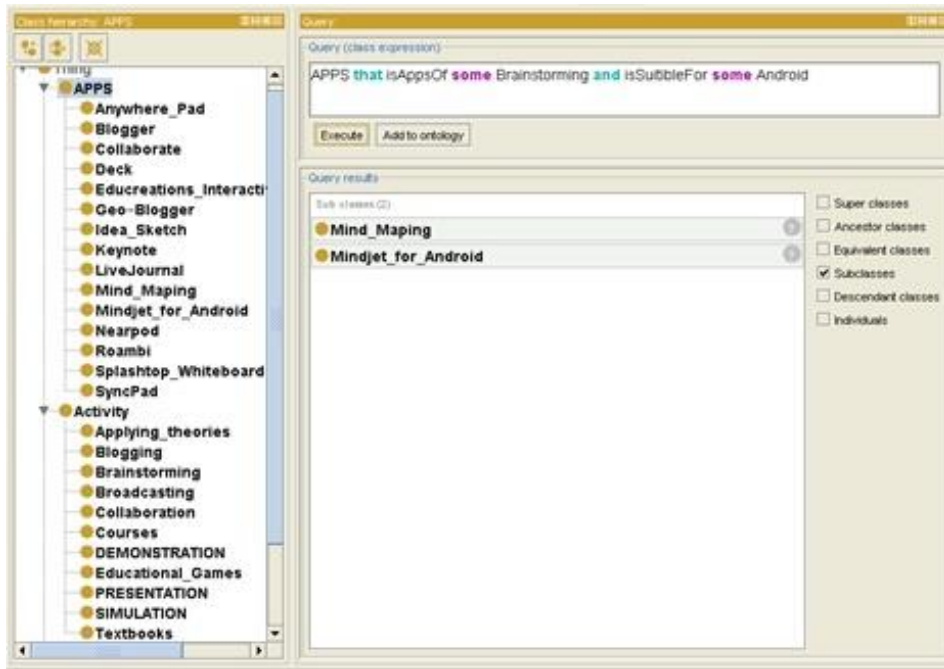 Class hierarchy: APPS
Thing
APPS
Anywhere_Pad
Blogger
Collaborate
Deck
Educreations_Interacti
Geo-Blogger
Idea_Sketch
Keynote
LiveJournal
Mind_Maping
Mindjet_for_Android
Nearpod
Roambi
Splashtop_Whiteboard
SyncPad
Activity
Applying_theories
Blogging
Brainstorming
Broadcasting
Collaboration
Courses
DEMONSTRATION
Educational_Games
PRESENTATION
SIMULATION
Textbooks
Query:
Query (class expression)
APPS that isAppsOf some Brainstorming and isSuitibleFor some Android
Execute
Add to ontology
Query results
Sub classes (2)
Mind_Maping
Mindjet_for_Android
Super classes
Ancestor classes
Equivalent classes
Subclasses
Descendant classes
Individuals